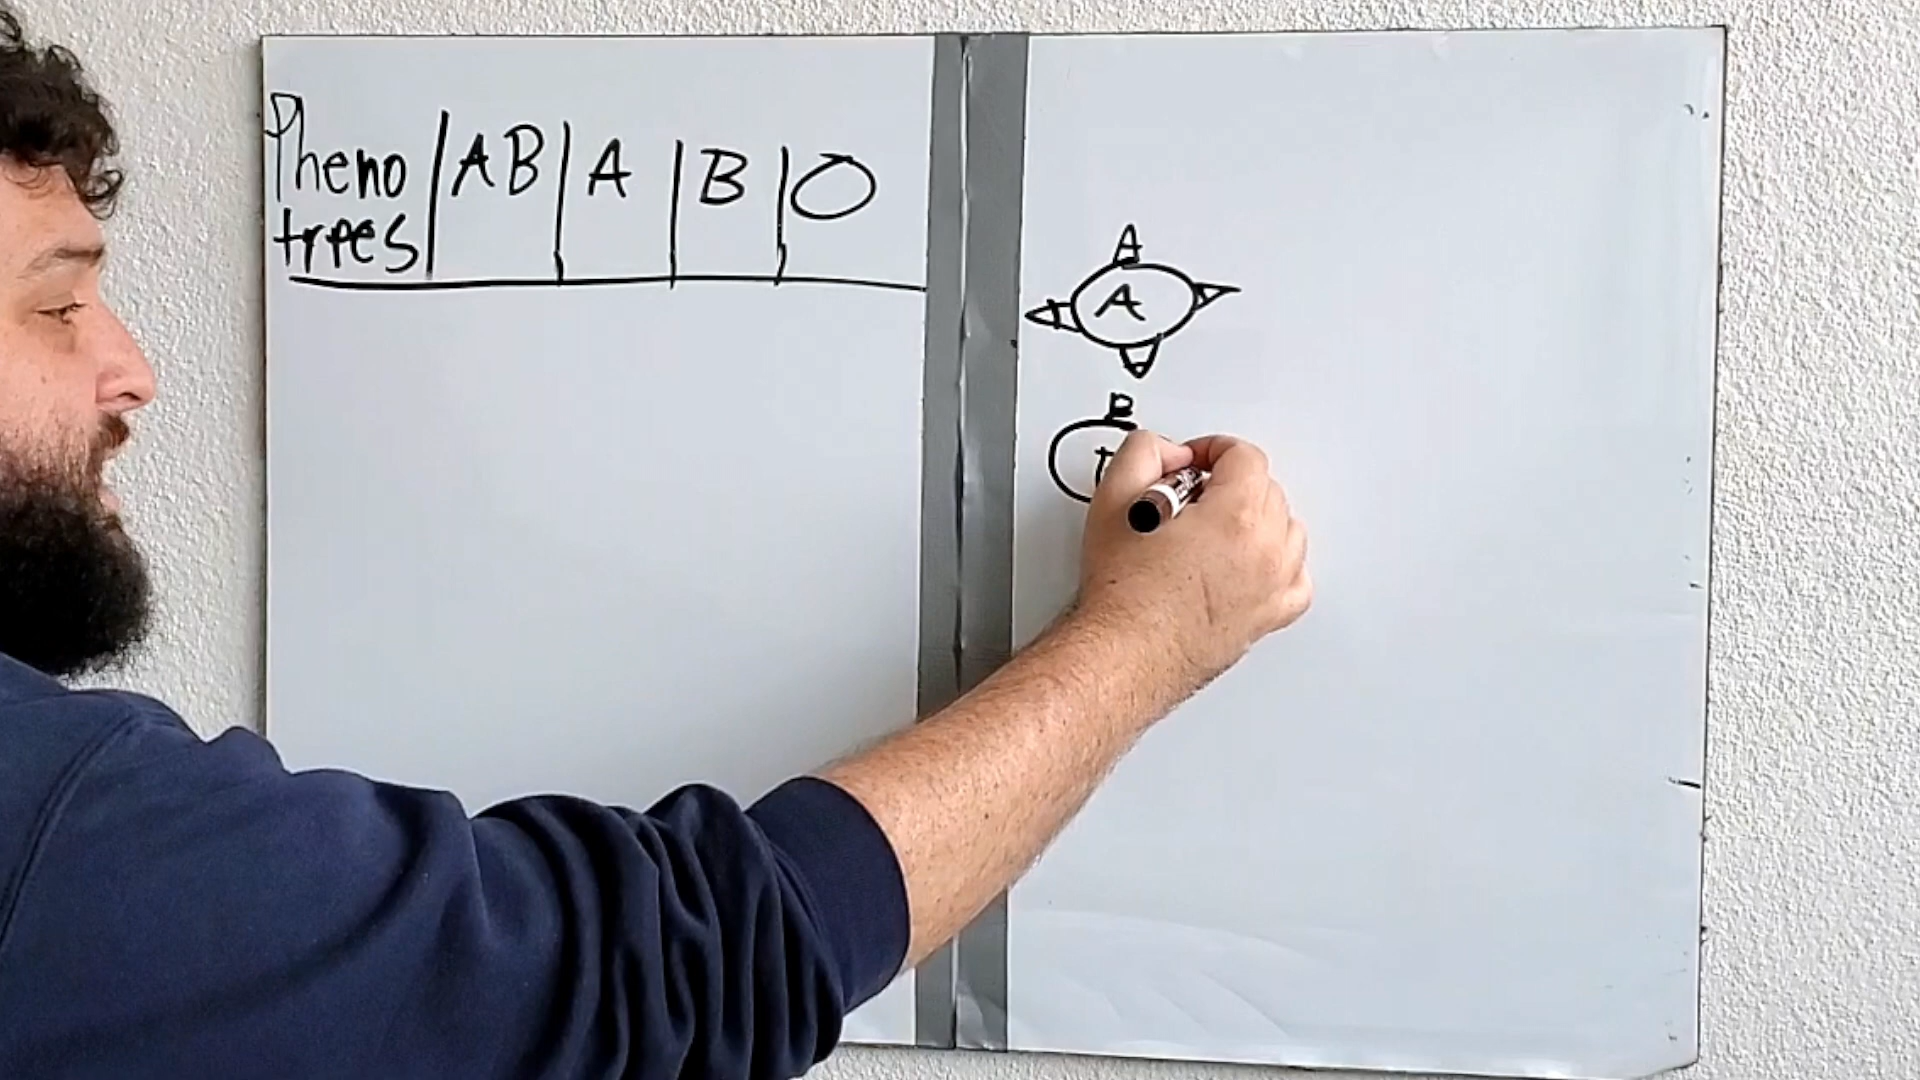 Pheno | AB | A | B | O
types
A
A
B